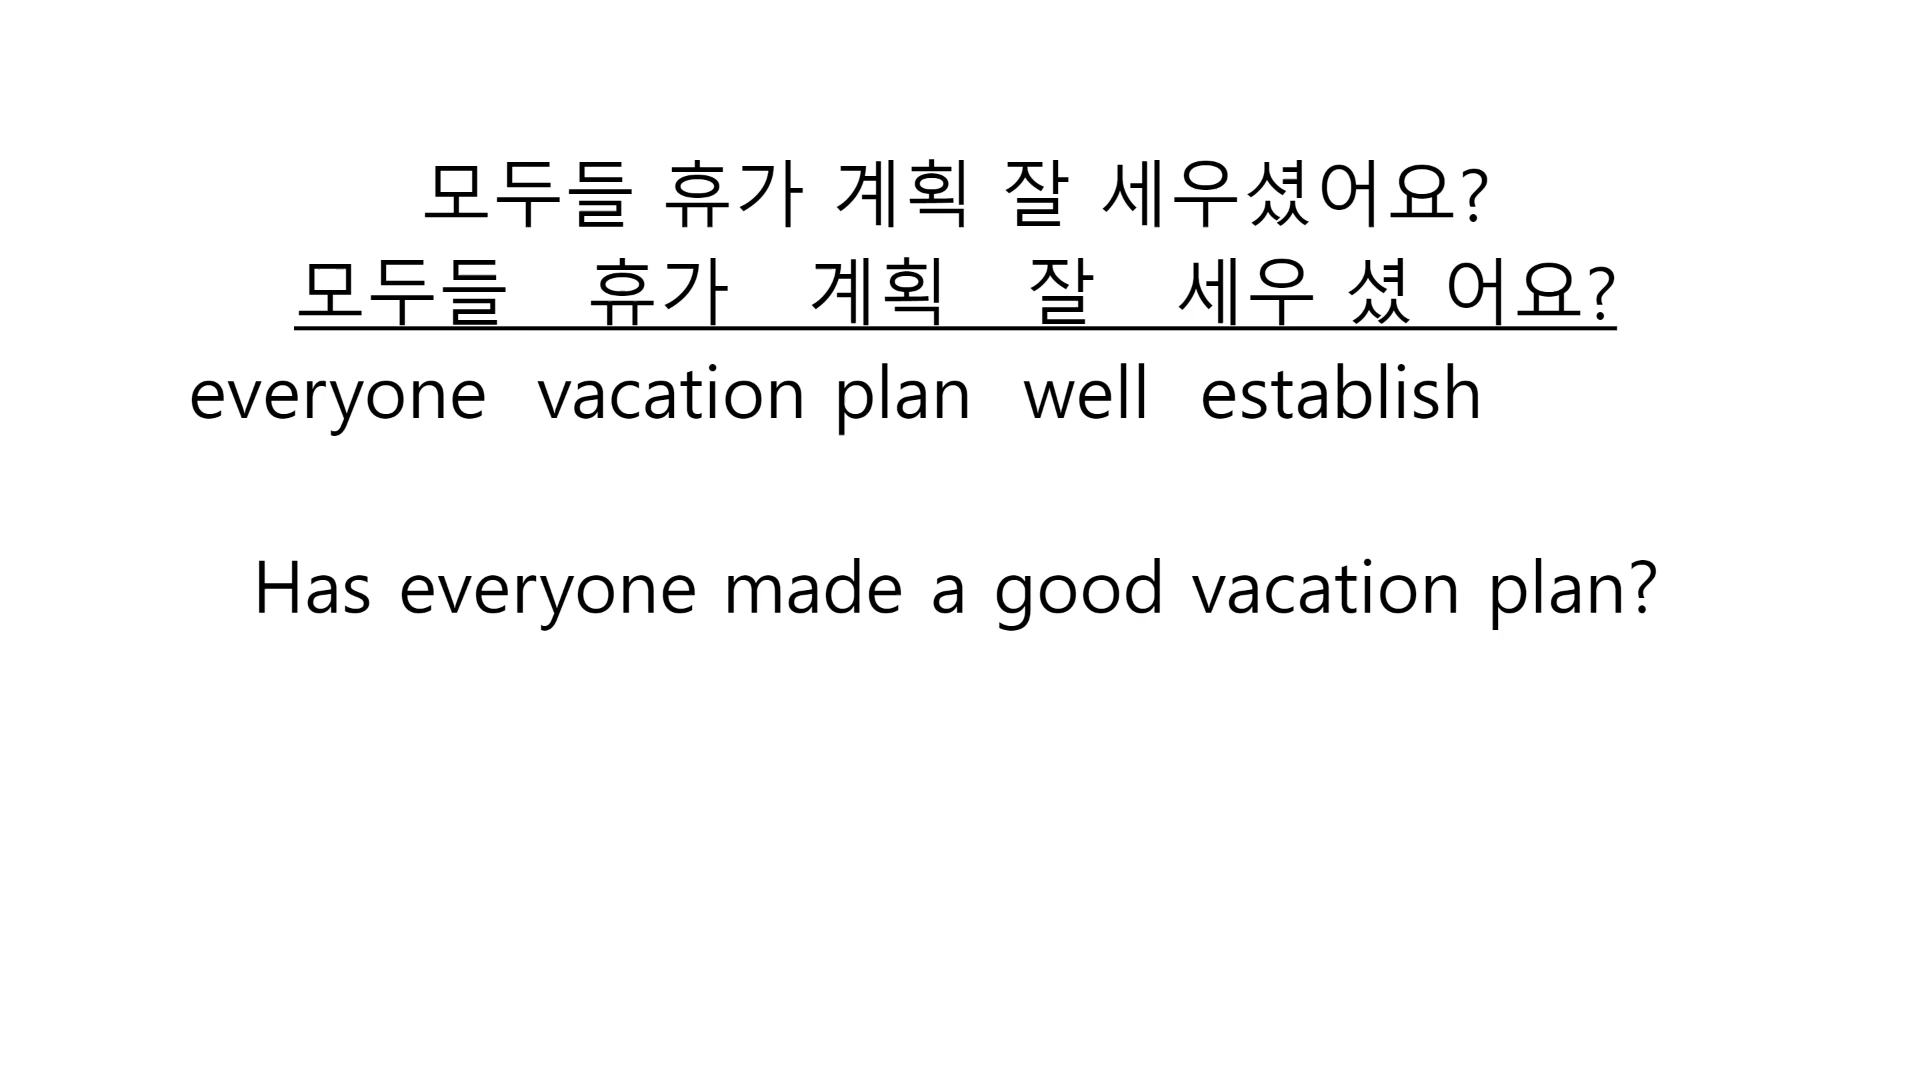 모두들 휴가 계획 잘 세우셨어요?
모두들 휴가 계획 잘 세우 셨 어요?
everyone vacation plan well establish
Has everyone made a good vacation plan?